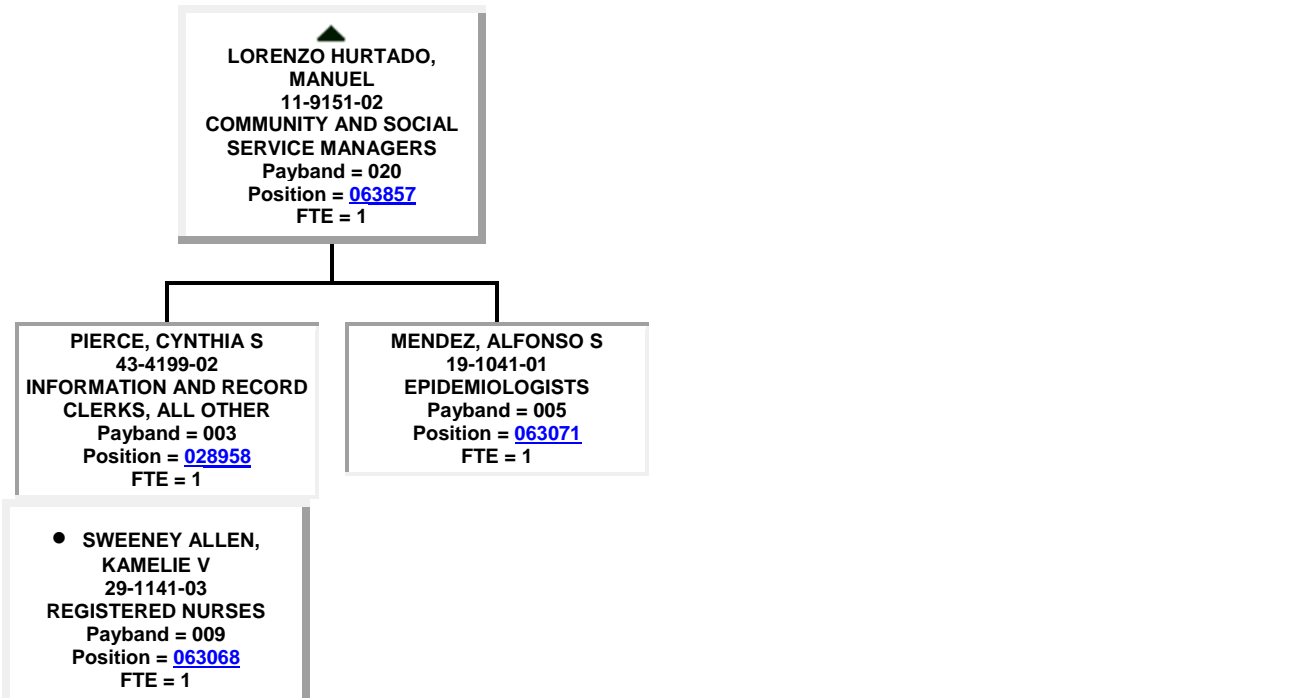 LORENZO HURTADO,
MANUEL
11-9151-02
COMMUNITY AND SOCIAL
SERVICE MANAGERS
Payband = 020
Position = 063857
FTE = 1
PIERCE, CYNTHIA S
43-4199-02
INFORMATION AND RECORD
CLERKS, ALL OTHER
Payband = 003
Position = 028958
FTE = 1
MENDEZ, ALFONSO S
19-1041-01
EPIDEMIOLOGISTS
Payband = 005
Position = 063071
FTE = 1
• SWEENEY ALLEN,
KAMELIE V
29-1141-03
REGISTERED NURSES
Payband = 009
Position = 063068
FTE = 1